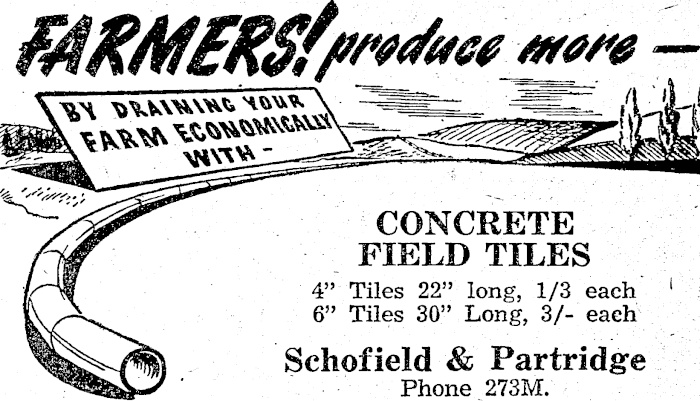 FARMERS! produce more —
BY DRAINING YOUR
FARM ECONOMICALLY
WITH -
CONCRETE
FIELD TILES
4” Tiles 22” long, 1/3 each
6” Tiles 30” Long, 3/- each
Schofield & Partridge
Phone 273M.